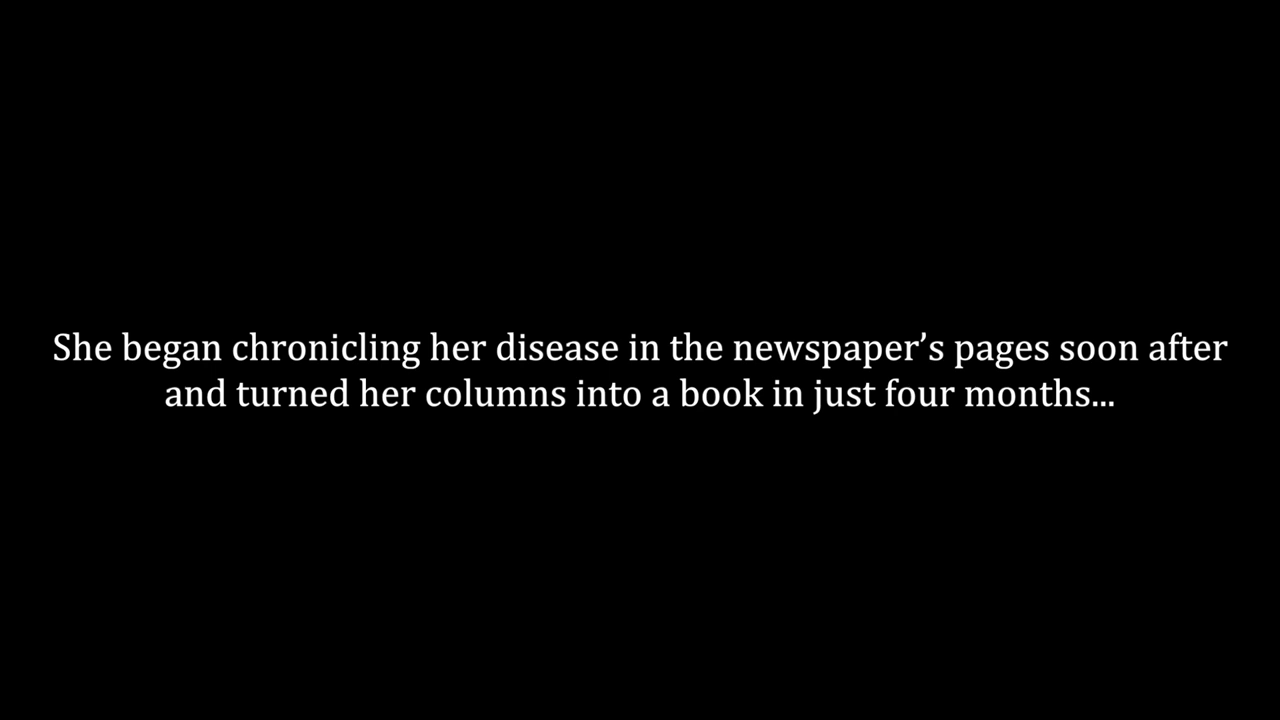 She began chronicling her disease in the newspaper’s pages soon after
and turned her columns into a book in just four months...